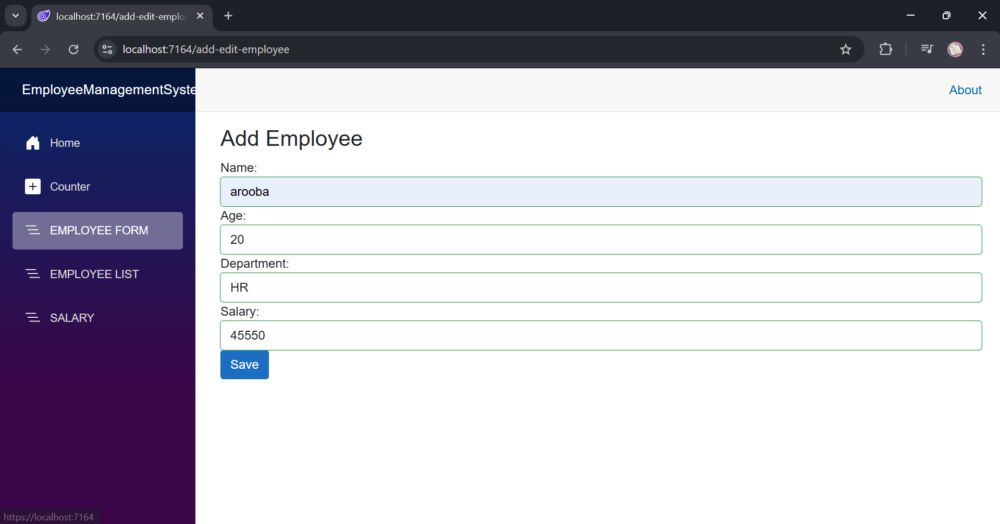 localhost:7164/add-edit-emplo
localhost:7164/add-edit-employee
EmployeeManagementSyste
About
Home
Counter
EMPLOYEE FORM
EMPLOYEE LIST
SALARY
Add Employee
Name:
arooba
Age:
20
Department:
HR
Salary:
45550
Save
https://localhost:7164